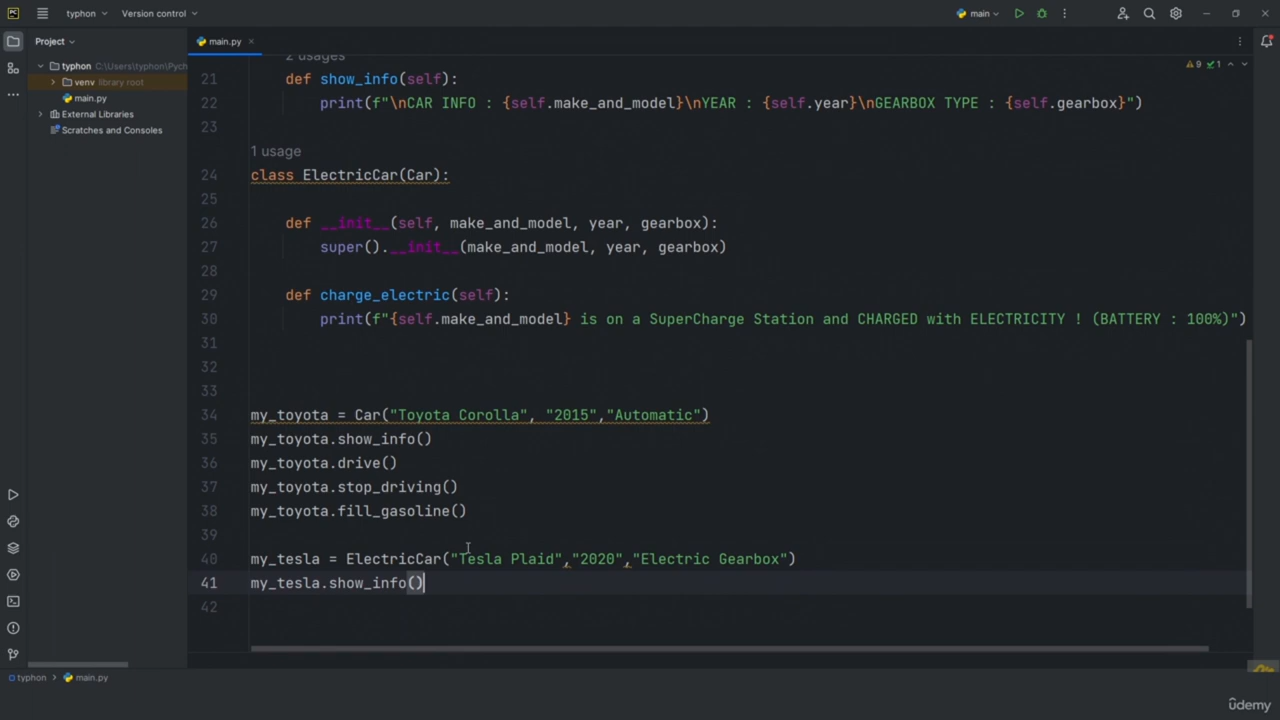 typhon
Version control
main
Project
main.py
typhon C:\Users\typhon\Pych
venv library root
main.py
External Libraries
Scratches and Consoles
9 1
2 usages
21 def show_info(self):
22 print(f"\nCAR INFO : {self.make_and_model}\nYEAR : {self.year}\nGEARBOX TYPE : {self.gearbox}")
23
1 usage
24 class ElectricCar(Car):
25
26 def __init__(self, make_and_model, year, gearbox):
27 super().__init__(make_and_model, year, gearbox)
28
29 def charge_electric(self):
30 print(f"{self.make_and_model} is on a SuperCharge Station and CHARGED with ELECTRICITY ! (BATTERY : 100%)")
31
32
33
34 my_toyota = Car("Toyota Corolla", "2015","Automatic")
35 my_toyota.show_info()
36 my_toyota.drive()
37 my_toyota.stop_driving()
38 my_toyota.fill_gasoline()
39
40 my_tesla = ElectricCar("Tesla Plaid","2020","Electric Gearbox")
41 my_tesla.show_info()
42
typhon > main.py
udemy